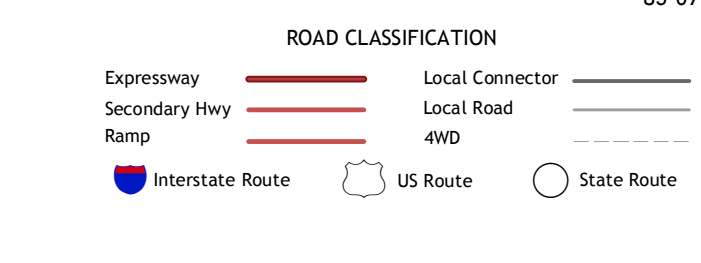 ROAD CLASSIFICATION
Expressway
Local Connector
Secondary Hwy
Local Road
Ramp
4WD
Interstate Route
US Route
State Route